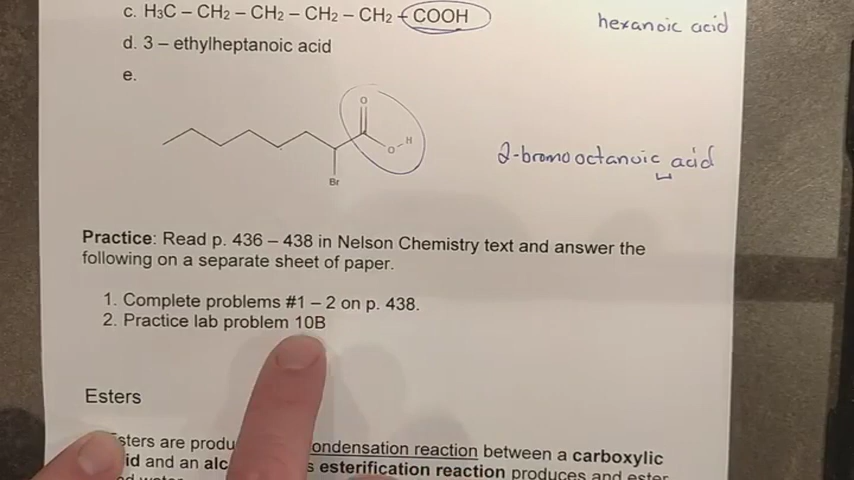 c. H3C – CH2 – CH2 – CH2 – CH2 – COOH
hexanoic acid
d. 3 – ethylheptanoic acid
e.
O
O
H
Br
2-bromooctanoic acid
Practice: Read p. 436 – 438 in Nelson Chemistry text and answer the
following on a separate sheet of paper.
1. Complete problems #1 – 2 on p. 438.
2. Practice lab problem 10B
Esters
sters are produ ondensation reaction between a carboxylic
id and an alc s esterification reaction produces and ester